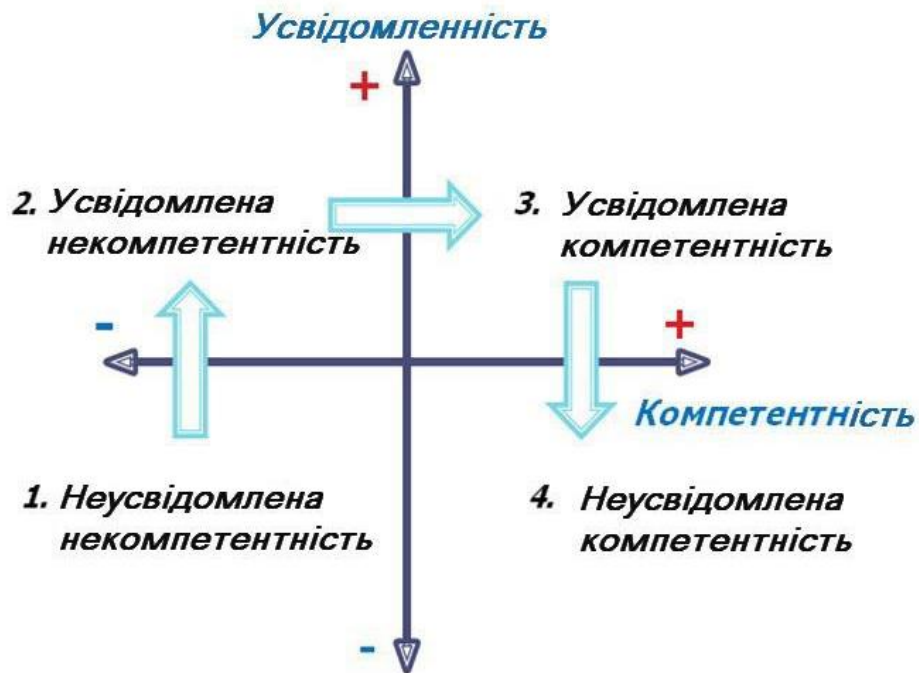 Усвідомленність
+
2. Усвідомлена
некомпетентність
3. Усвідомлена
компетентність
-
+
Компетентність
1. Неусвідомлена
некомпетентність
4. Неусвідомлена
компетентність
-